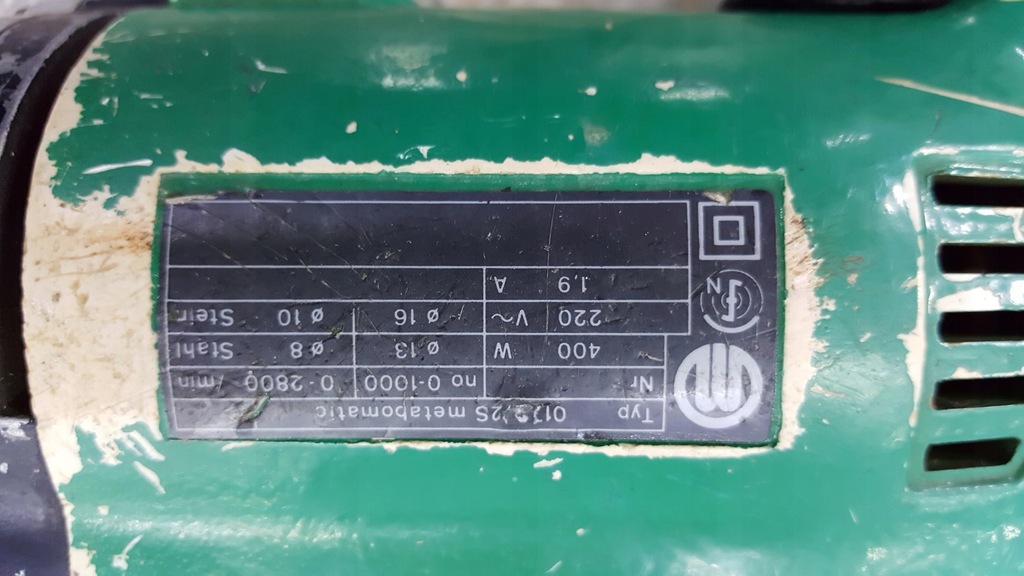 Typ metabomatic
Nr no 0-1000 0-2800 /min
400 W ø 13 ø 8 Stahl
220 V~ ø 16 ø 10 Stein
1,9 A